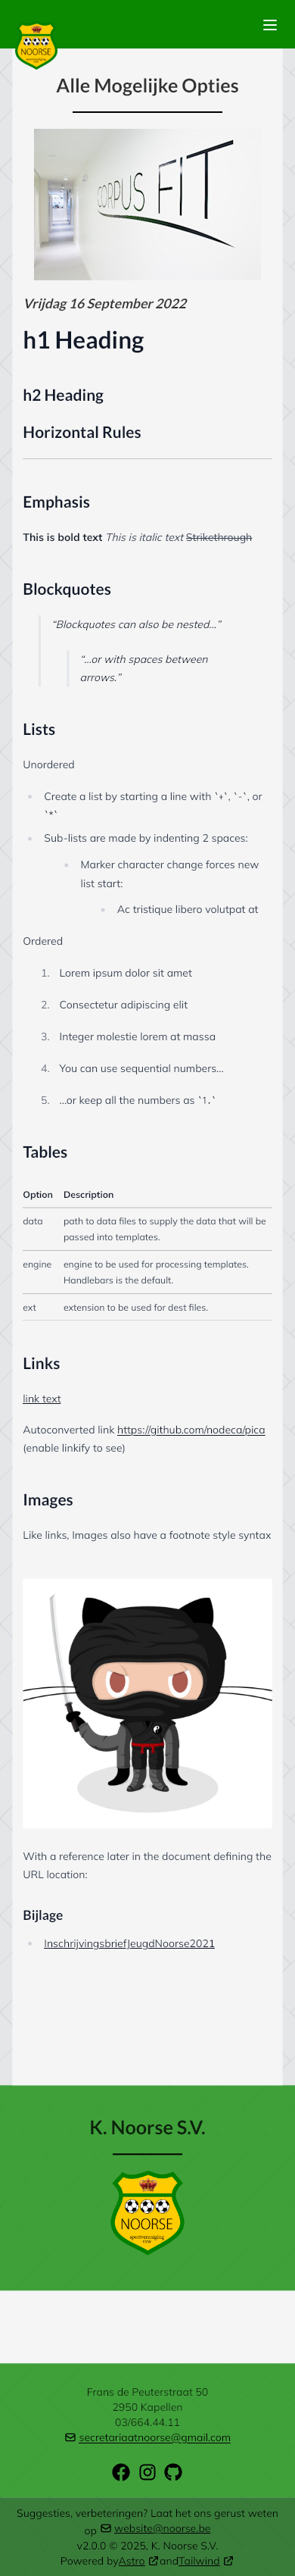 NOORSE
Alle Mogelijke Opties
CORPUS FIT
Vrijdag 16 September 2022
h1 Heading
h2 Heading
Horizontal Rules
Emphasis
This is bold text This is italic text Strikethrough
Blockquotes
“Blockquotes can also be nested...”
“...or with spaces between
arrows.”
Lists
Unordered
Create a list by starting a line with `+`, `-`, or
`*`
Sub-lists are made by indenting 2 spaces:
Marker character change forces new
list start:
Ac tristique libero volutpat at
Ordered
1. Lorem ipsum dolor sit amet
2. Consectetur adipiscing elit
3. Integer molestie lorem at massa
4. You can use sequential numbers...
5. ...or keep all the numbers as `1.`
Tables
Option Description
data path to data files to supply the data that will be
passed into templates.
engine engine to be used for processing templates.
Handlebars is the default.
ext extension to be used for dest files.
Links
link text
Autoconverted link https://github.com/nodeca/pica
(enable linkify to see)
Images
Like links, Images also have a footnote style syntax
With a reference later in the document defining the
URL location:
Bijlage
InschrijvingsbriefJeugdNoorse2021
K. Noorse S.V.
NOORSE
sportvereniging
Frans de Peuterstraat 50
2950 Kapellen
03/664.44.11
secretariaatnoorse@gmail.com
Suggesties, verbeteringen? Laat het ons gerust weten
op website@noorse.be
v2.0.0 © 2025, K. Noorse S.V.
Powered by Astro and Tailwind